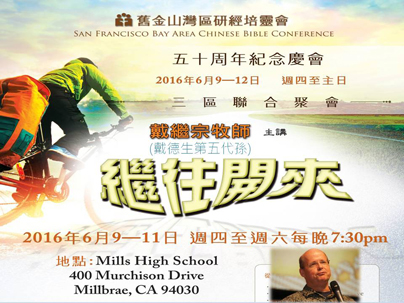 舊金山灣區研經培靈會
SAN FRANCISCO BAY AREA CHINESE BIBLE CONFERENCE
五十周年紀念慶會
2016年6月9—12日 週四至主日
三區聯合聚會
戴繼宗牧師 主講
(戴德生第五代孫)
繼往開來
2016年6月9—11日 週四至週六每晚7:30pm
地點:Mills High School
400 Murchison Drive
Millbrae, CA 94030